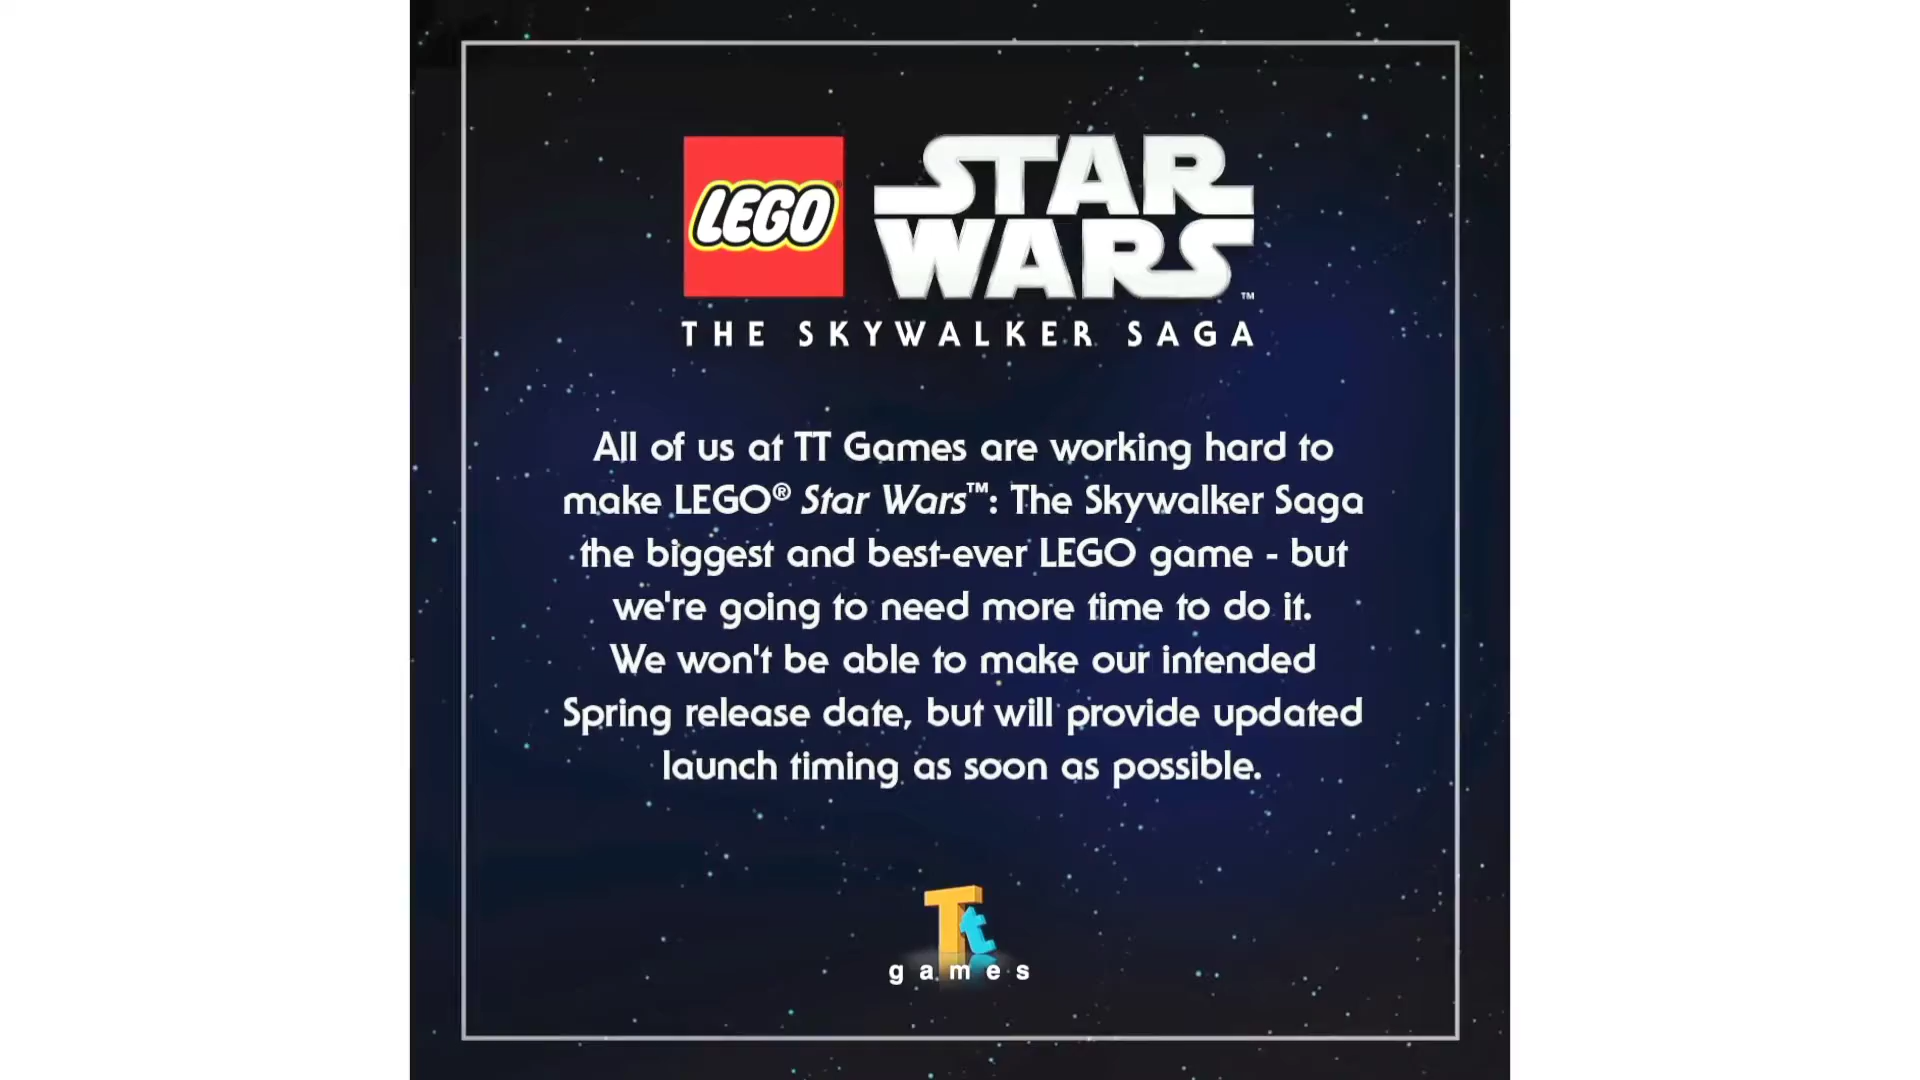 LEGO®
STAR
WARS™
THE SKYWALKER SAGA
All of us at TT Games are working hard to
make LEGO® Star Wars™: The Skywalker Saga
the biggest and best-ever LEGO game - but
we're going to need more time to do it.
We won't be able to make our intended
Spring release date, but will provide updated
launch timing as soon as possible.
Tt
games